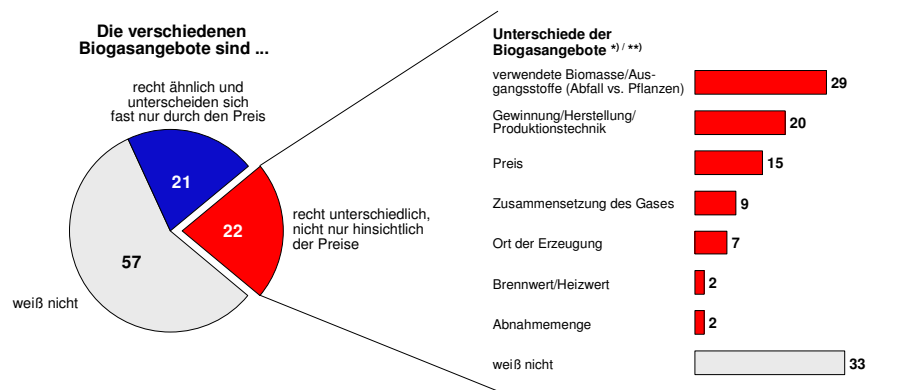 Die verschiedenen
Biogasangebote sind ...
recht ähnlich und
unterscheiden sich
fast nur durch den Preis
21
22
57
recht unterschiedlich,
nicht nur hinsichtlich
der Preise
weiß nicht
Unterschiede der
Biogasangebote *) / **)
verwendete Biomasse/Aus-
gangsstoffe (Abfall vs. Pflanzen)
29
Gewinnung/Herstellung/
Produktionstechnik
20
Preis
15
Zusammensetzung des Gases
9
Ort der Erzeugung
7
Brennwert/Heizwert
2
Abnahmemenge
2
weiß nicht
33